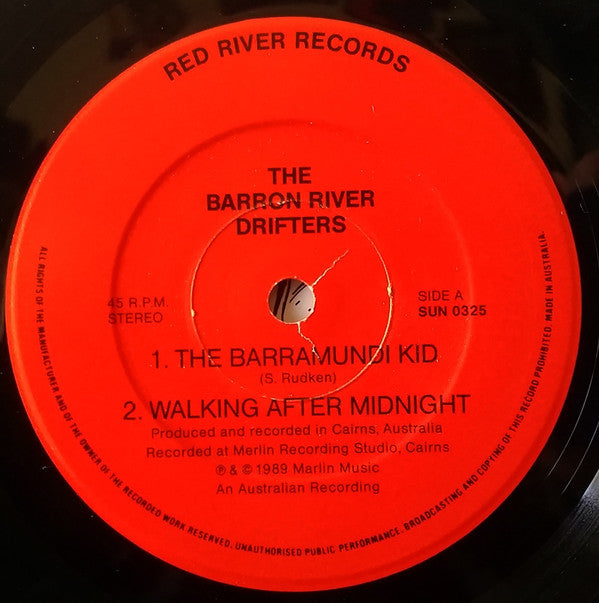 RED RIVER RECORDS
THE
BARRON RIVER
DRIFTERS
45 R.P.M.
STEREO
SIDE A
SUN 0325
1. THE BARRAMUNDI KID
(S. Rudken)
2. WALKING AFTER MIDNIGHT
Produced and recorded in Cairns, Australia
Recorded at Merlin Recording Studio, Cairns
℗ & © 1989 Marlin Music
An Australian Recording
ALL RIGHTS OF THE MANUFACTURER AND OF THE OWNER OF THE RECORDED WORK RESERVED. UNAUTHORISED PUBLIC PERFORMANCE, BROADCASTING AND COPYING OF THIS RECORD PROHIBITED. MADE IN AUSTRALIA.